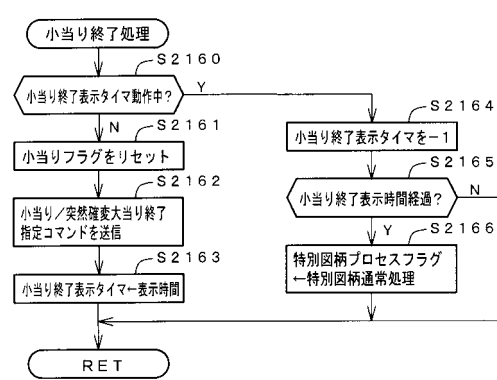 小当り終了処理
S2160
小当り終了表示タイマ動作中?
Y
N
S2161
小当りフラグをリセット
S2162
小当り/突然確変大当り終了
指定コマンドを送信
S2163
小当り終了表示タイマ←表示時間
S2164
小当り終了表示タイマを−1
S2165
小当り終了表示時間経過?
N
Y
S2166
特別図柄プロセスフラグ
←特別図柄通常処理
RET